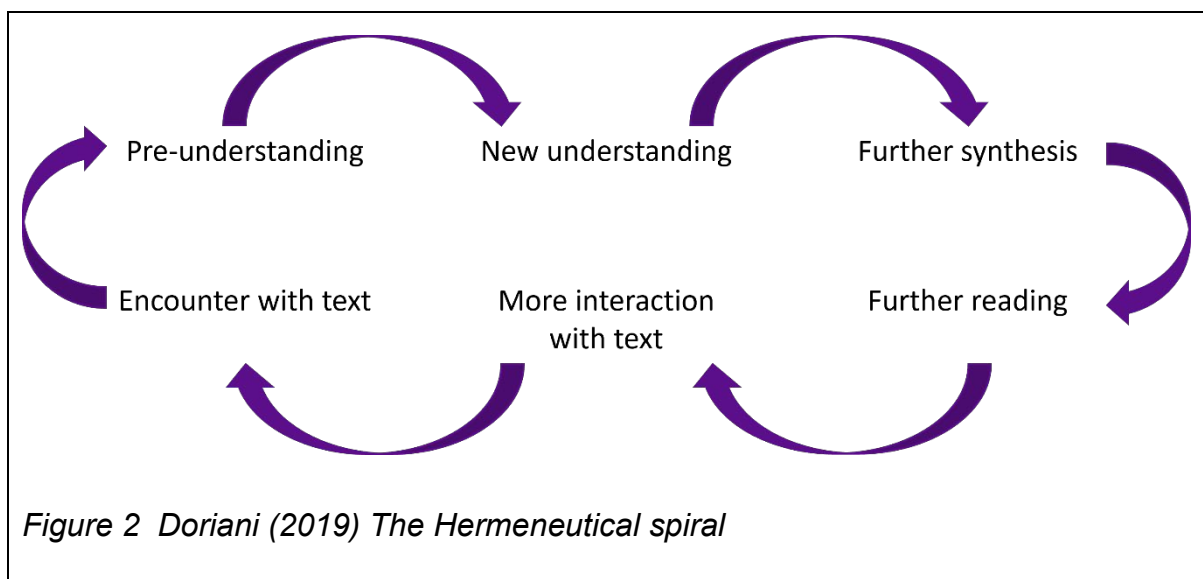 Pre-understanding
New understanding
Further synthesis
Encounter with text
More interaction
with text
Further reading
Figure 2  Doriani (2019) The Hermeneutical spiral